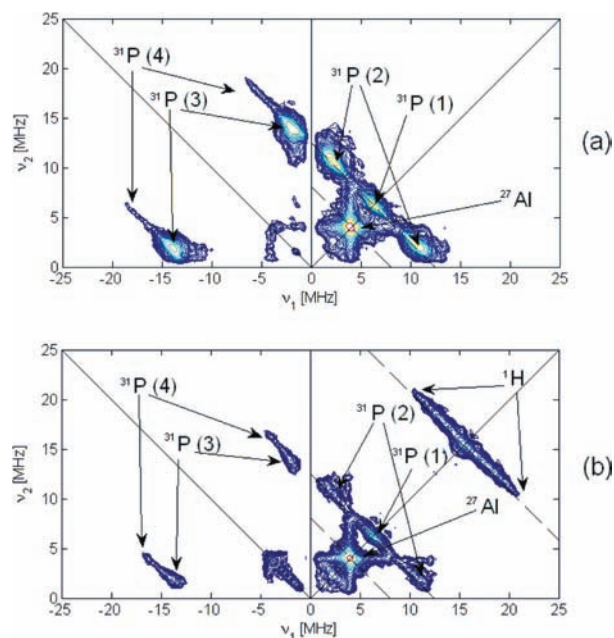 25
20
15
10
5
0
ν₂ [MHz]
³¹P (4)
³¹P (3)
³¹P (2)
³¹P (1)
²⁷Al
(a)
-25 -20 -15 -10 -5 0 5 10 15 20 25
ν₁ [MHz]
25
20
15
10
5
0
ν₂ [MHz]
³¹P (4)
³¹P (3)
³¹P (2)
³¹P (1)
¹H
²⁷Al
(b)
-25 -20 -15 -10 -5 0 5 10 15 20 25
ν₁ [MHz]